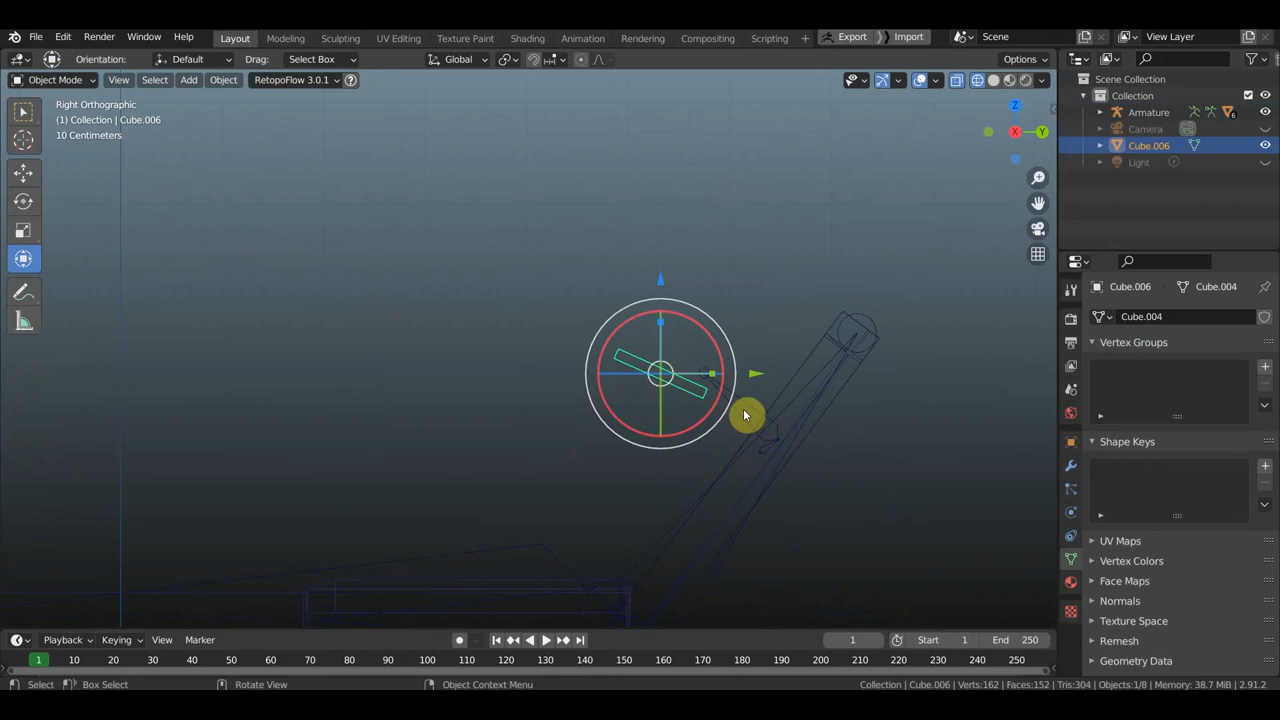 File Edit Render Window Help Layout Modeling Sculpting UV Editing Texture Paint Shading Animation Rendering Compositing Scripting + Export Import Scene View Layer
Orientation: Default Drag: Select Box Global Options
Object Mode View Select Add Object RetopoFlow 3.0.1
Right Orthographic
(1) Collection | Cube.006
10 Centimeters
Z
X
Y
Scene Collection
Collection
Armature 6
Camera
Cube.006
Light
Cube.006 Cube.004
Cube.004
Vertex Groups
Shape Keys
UV Maps
Vertex Colors
Face Maps
Normals
Texture Space
Remesh
Geometry Data
Playback Keying View Marker 1 Start 1 End 250
1 10 20 30 40 50 60 70 80 90 100 110 120 130 140 150 160 170 180 190 200 210 220 230 240 250
Select Box Select Rotate View Object Context Menu Collection | Cube.006 | Verts:162 | Faces:152 | Tris:304 | Objects:1/8 | Memory: 38.7 MiB | 2.91.2